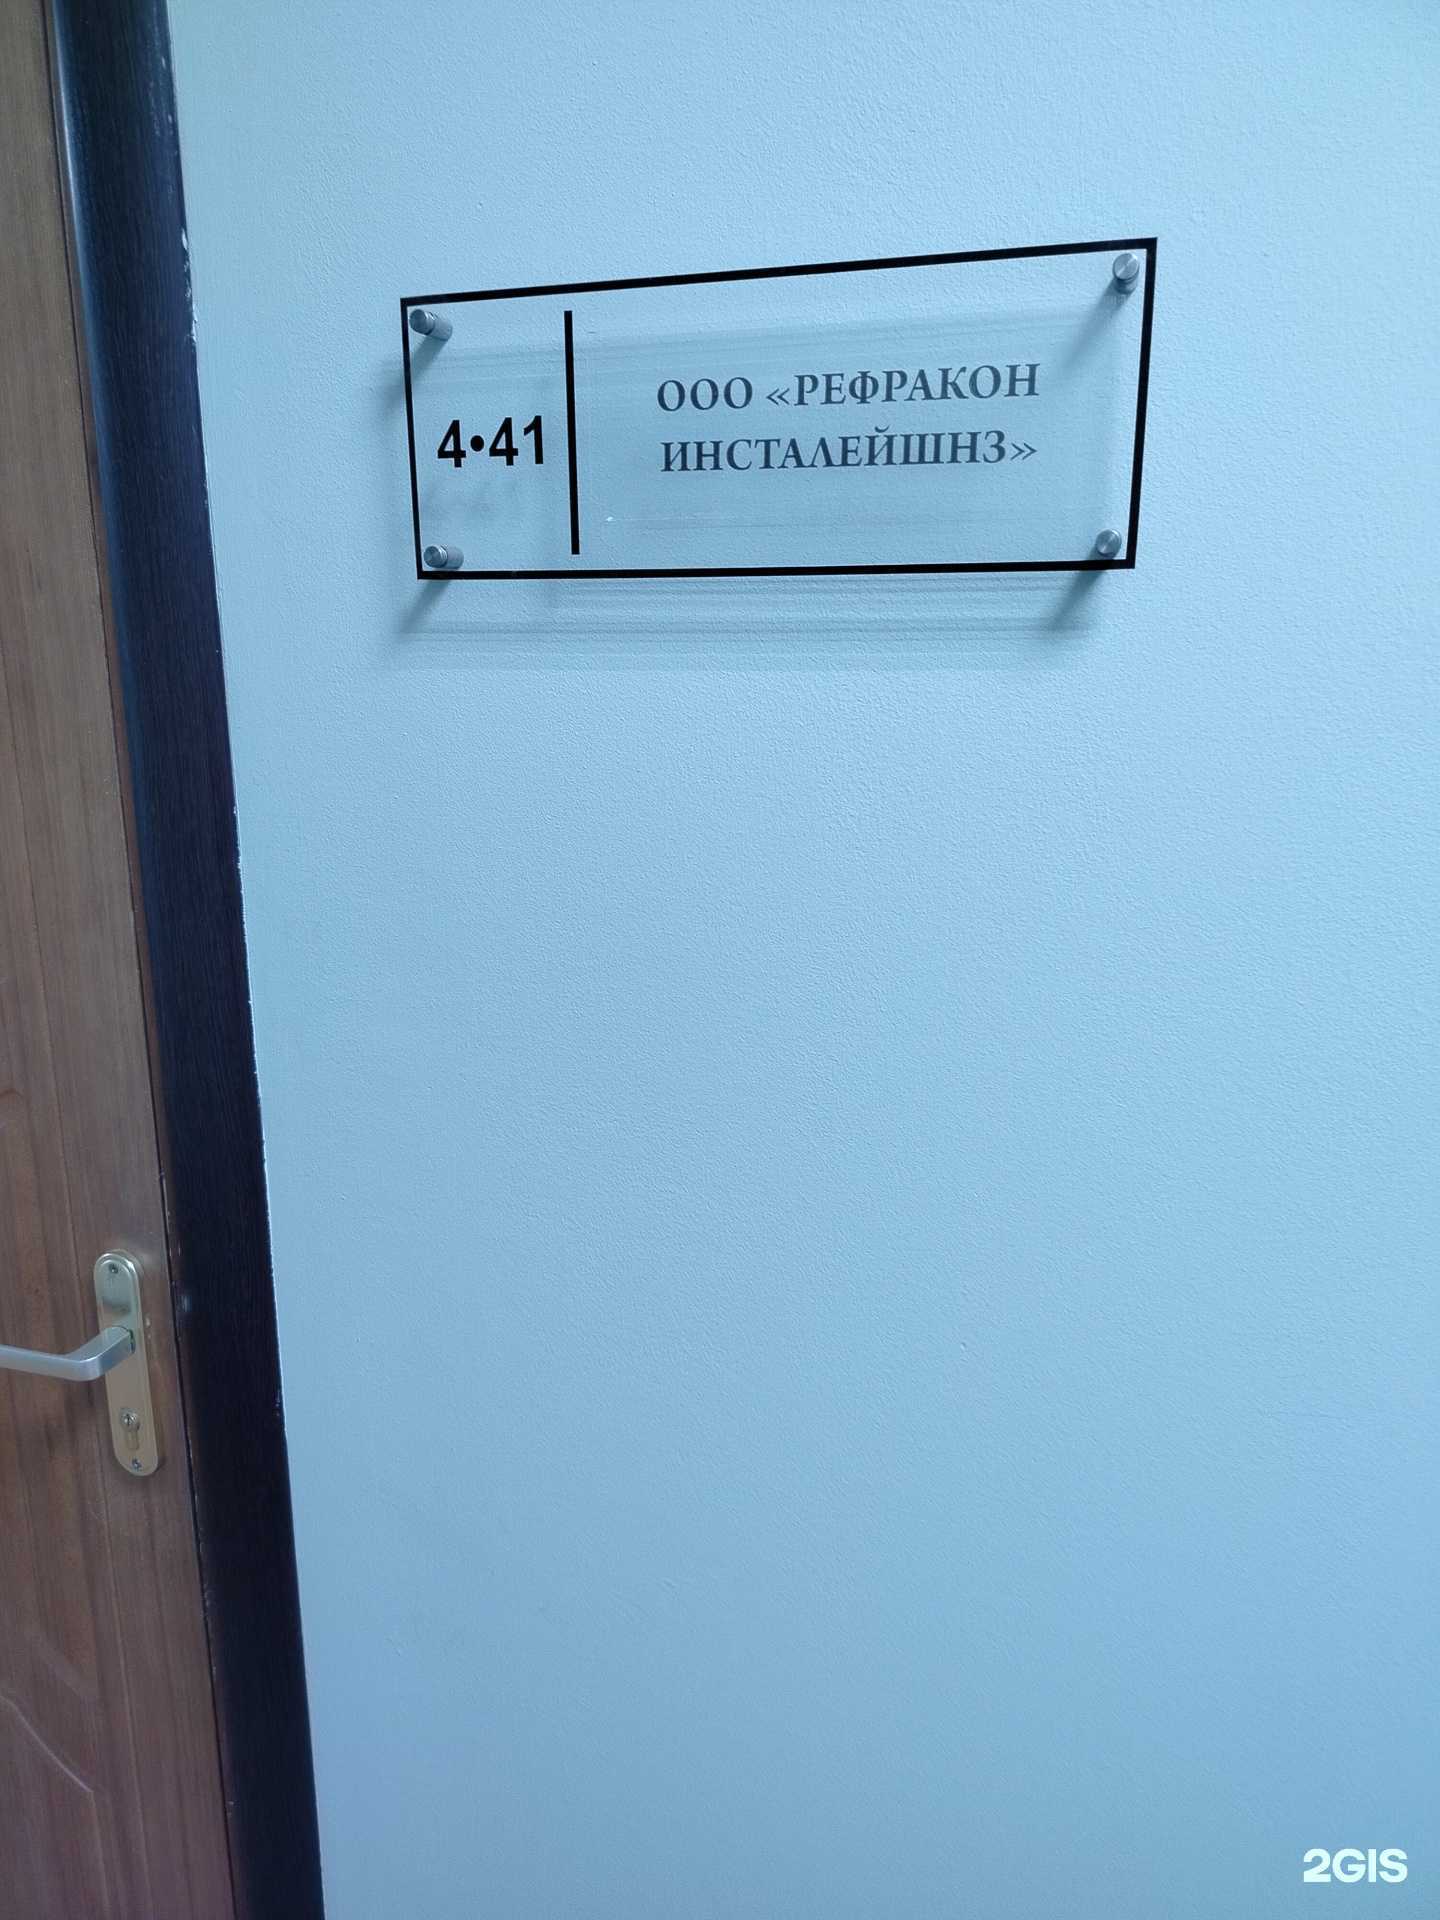 4•41
ООО «РЕФРАКОН
ИНСТАЛЕЙШНЗ»
2GIS